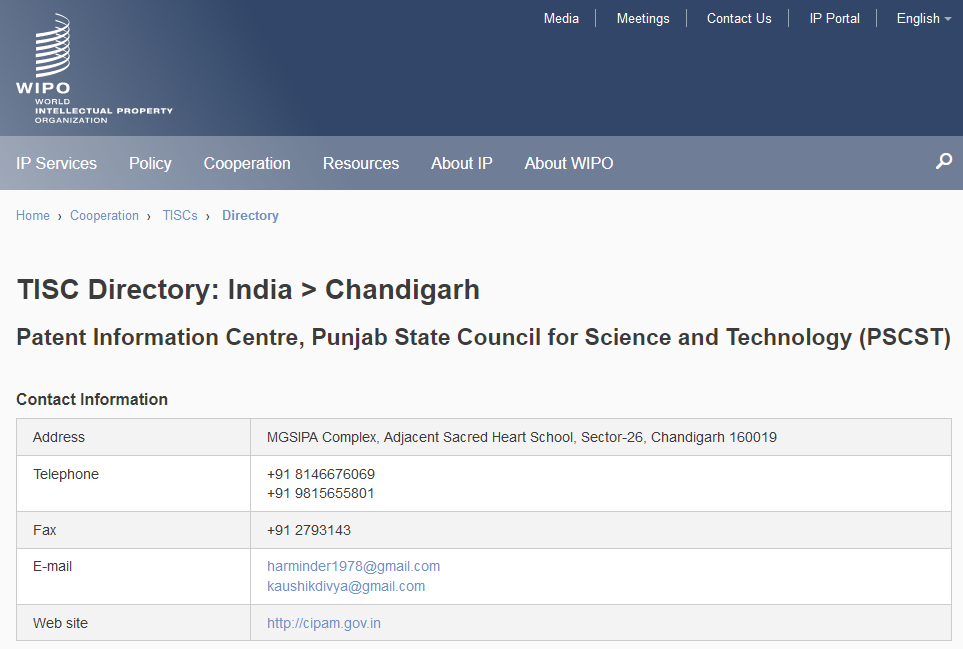 Media
Meetings
Contact Us
IP Portal
English
WIPO
WORLD
INTELLECTUAL PROPERTY
ORGANIZATION
IP Services
Policy
Cooperation
Resources
About IP
About WIPO
Home › Cooperation › TISCs › Directory
TISC Directory: India > Chandigarh
Patent Information Centre, Punjab State Council for Science and Technology (PSCST)
Contact Information
Address MGSIPA Complex, Adjacent Sacred Heart School, Sector-26, Chandigarh 160019
Telephone +91 8146676069
+91 9815655801
Fax +91 2793143
E-mail harminder1978@gmail.com
kaushikdivya@gmail.com
Web site http://cipam.gov.in